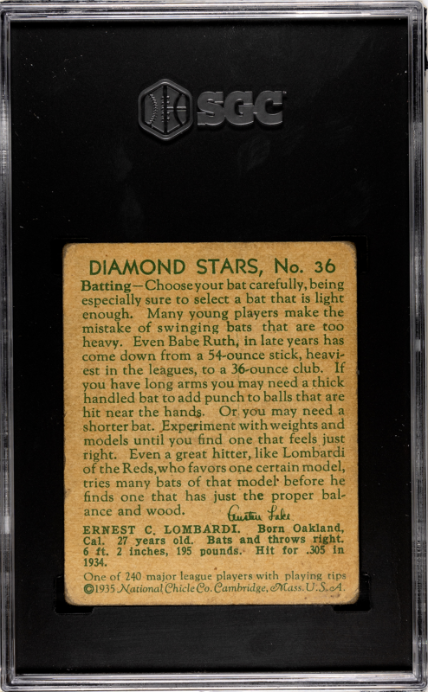 SGC
DIAMOND STARS, No. 36
Batting—Choose your bat carefully, being
especially sure to select a bat that is light
enough. Many young players make the
mistake of swinging bats that are too
heavy. Even Babe Ruth, in late years has
come down from a 54-ounce stick, heavi-
est in the leagues, to a 36-ounce club. If
you have long arms you may need a thick
handled bat to add punch to balls that are
hit near the hands. Or you may need a
shorter bat. Experiment with weights and
models until you find one that feels just
right. Even a great hitter, like Lombardi
of the Reds, who favors one certain model,
tries many bats of that model before he
finds one that has just the proper bal-
ance and wood. Austen Lake
ERNEST C. LOMBARDI. Born Oakland,
Cal. 27 years old. Bats and throws right.
6 ft. 2 inches, 195 pounds. Hit for .305 in
1934.
One of 240 major league players with playing tips
©1935 National Chicle Co. Cambridge, Mass. U.S.A.